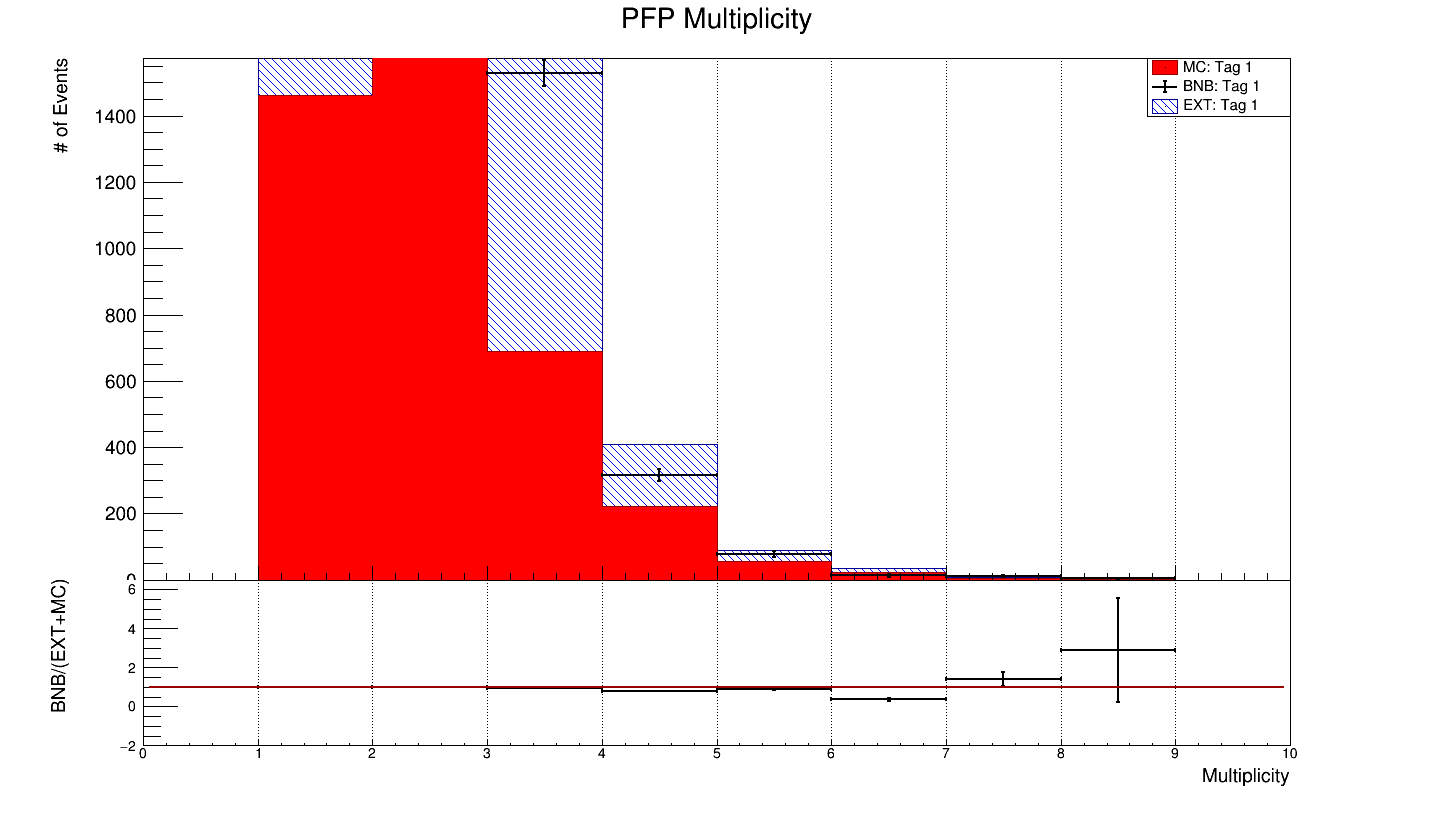 PFP Multiplicity
# of Events
1400
1200
1000
800
600
400
200
0
MC: Tag 1
BNB: Tag 1
EXT: Tag 1
BNB/(EXT+MC)
6
4
2
0
−2
0 1 2 3 4 5 6 7 8 9 10
Multiplicity